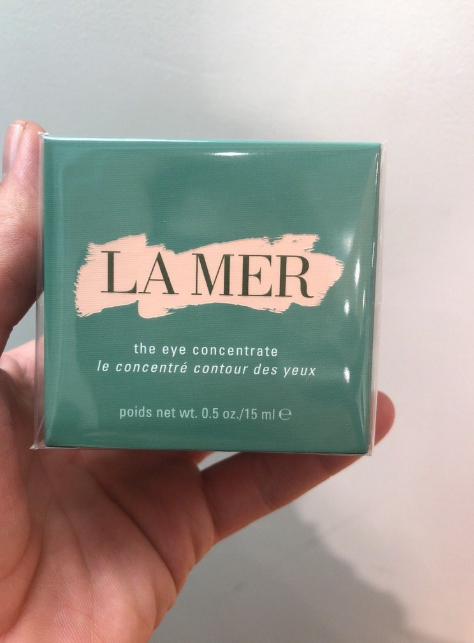 LA MER
the eye concentrate
le concentré contour des yeux
poids net wt. 0.5 oz./15 ml ℮